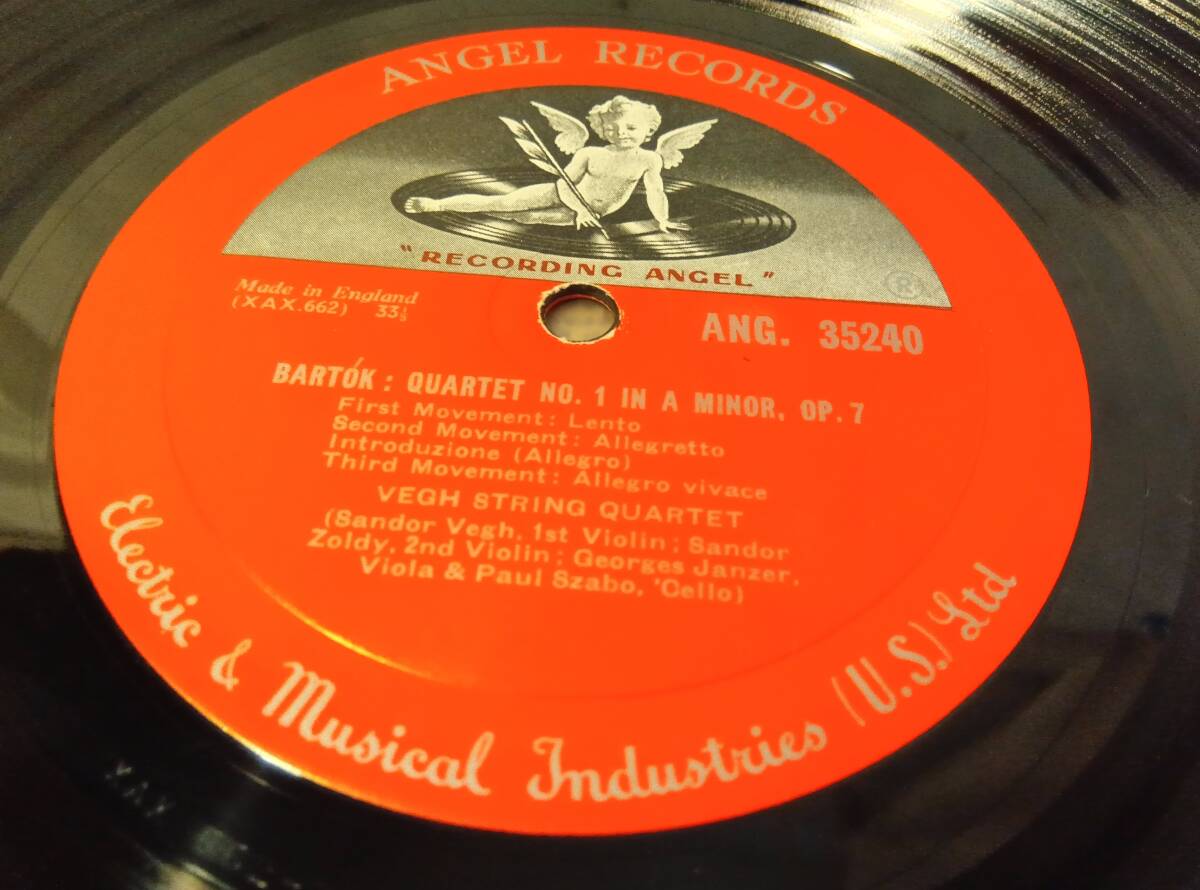 ANGEL RECORDS
"RECORDING ANGEL"
®
Made in England
(XAX.662) 33⅓
ANG. 35240
BARTÓK: QUARTET NO. 1 IN A MINOR, OP. 7
First Movement: Lento
Second Movement: Allegretto
Introduzione (Allegro)
Third Movement: Allegro vivace
VEGH STRING QUARTET
(Sandor Vegh, 1st Violin; Sandor
Zoldy, 2nd Violin; Georges Janzer,
Viola & Paul Szabo, 'Cello)
Electric & Musical Industries (U.S.) Ltd
XAX